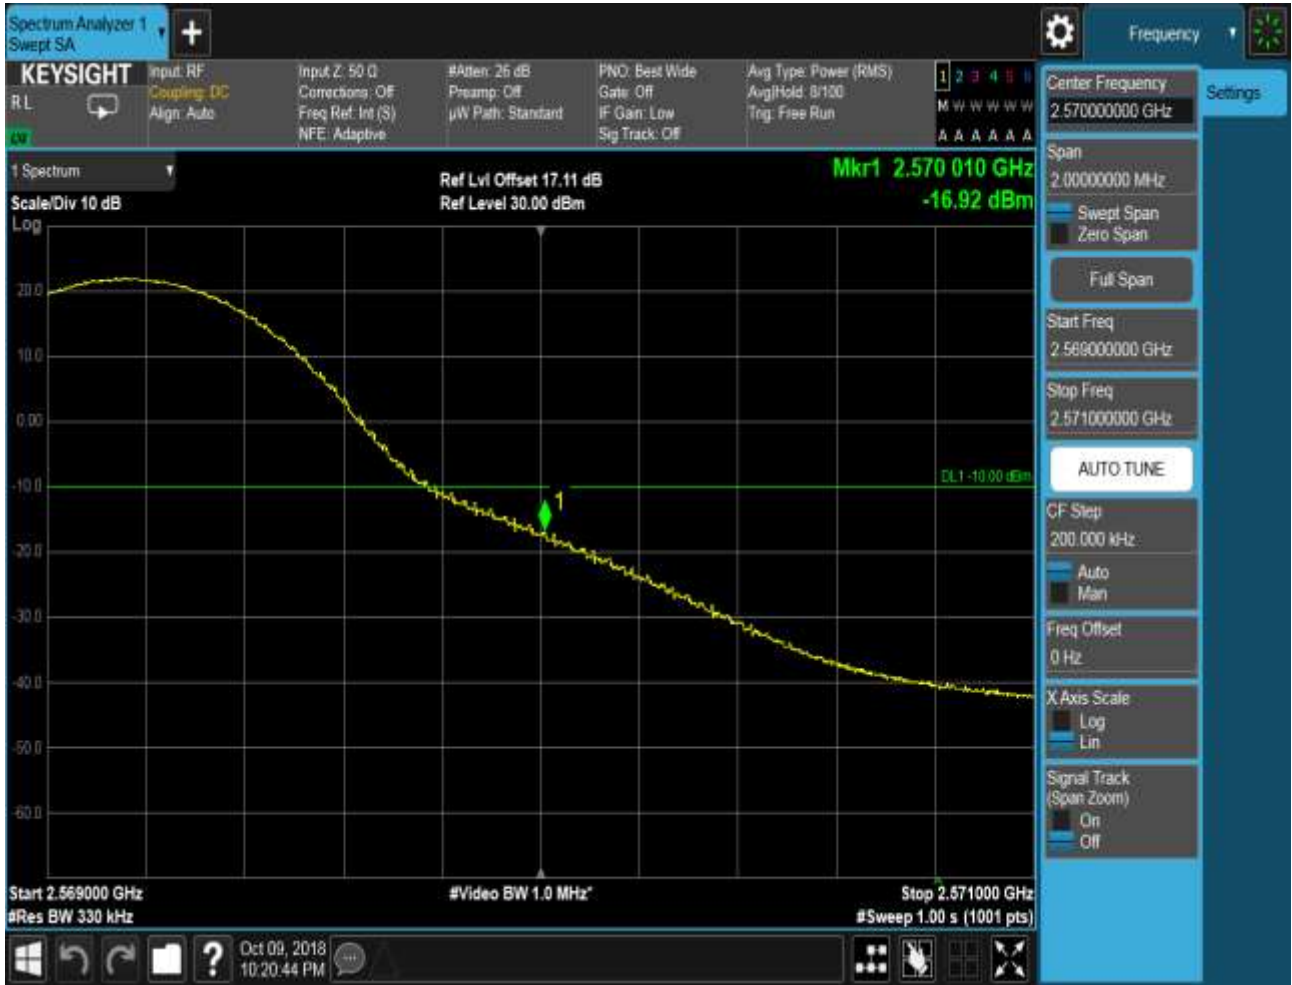 Spectrum Analyzer 1
Swept SA
Frequency
KEYSIGHT
R L
Input: RF
Coupling: DC
Align: Auto
Input Z: 50 Ω
Corrections: Off
Freq Ref: Int (S)
NFE: Adaptive
#Atten: 26 dB
Preamp: Off
µW Path: Standard
PNO: Best Wide
Gate: Off
IF Gain: Low
Sig Track: Off
Avg Type: Power (RMS)
Avg|Hold: 8/100
Trig: Free Run
1 2 3 4 5 6
M W W W W W
A A A A A A
1 Spectrum
Scale/Div 10 dB
Log
Ref Lvl Offset 17.11 dB
Ref Level 30.00 dBm
Mkr1 2.570 010 GHz
-16.92 dBm
20.0
10.0
0.00
-10.0
-20.0
-30.0
-40.0
-50.0
-60.0
DL1 -10.00 dBm
1
Start 2.569000 GHz
#Res BW 330 kHz
#Video BW 1.0 MHz*
Stop 2.571000 GHz
#Sweep 1.00 s (1001 pts)
Center Frequency
2.570000000 GHz
Settings
Span
2.00000000 MHz
Swept Span
Zero Span
Full Span
Start Freq
2.569000000 GHz
Stop Freq
2.571000000 GHz
AUTO TUNE
CF Step
200.000 kHz
Auto
Man
Freq Offset
0 Hz
X Axis Scale
Log
Lin
Signal Track
(Span Zoom)
On
Off
?
Oct 09, 2018
10:20:44 PM